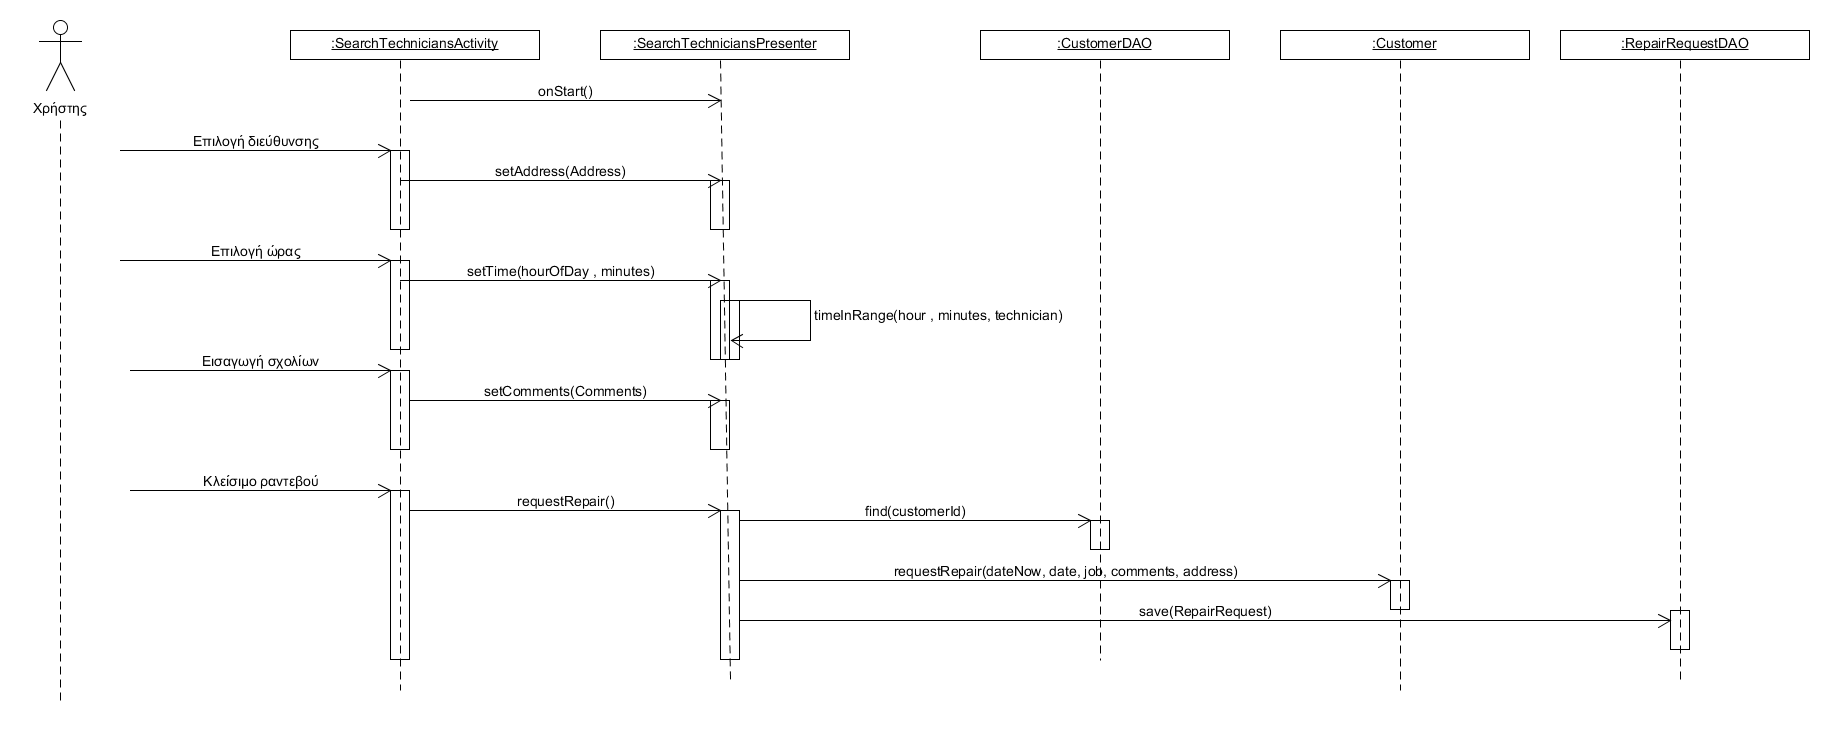 :SearchTechniciansActivity
:SearchTechniciansPresenter
:CustomerDAO
:Customer
:RepairRequestDAO
Χρήστης
onStart()
Επιλογή διεύθυνσης
setAddress(Address)
Επιλογή ώρας
setTime(hourOfDay , minutes)
timeInRange(hour , minutes, technician)
Εισαγωγή σχολίων
setComments(Comments)
Κλείσιμο ραντεβού
requestRepair()
find(customerId)
requestRepair(dateNow, date, job, comments, address)
save(RepairRequest)